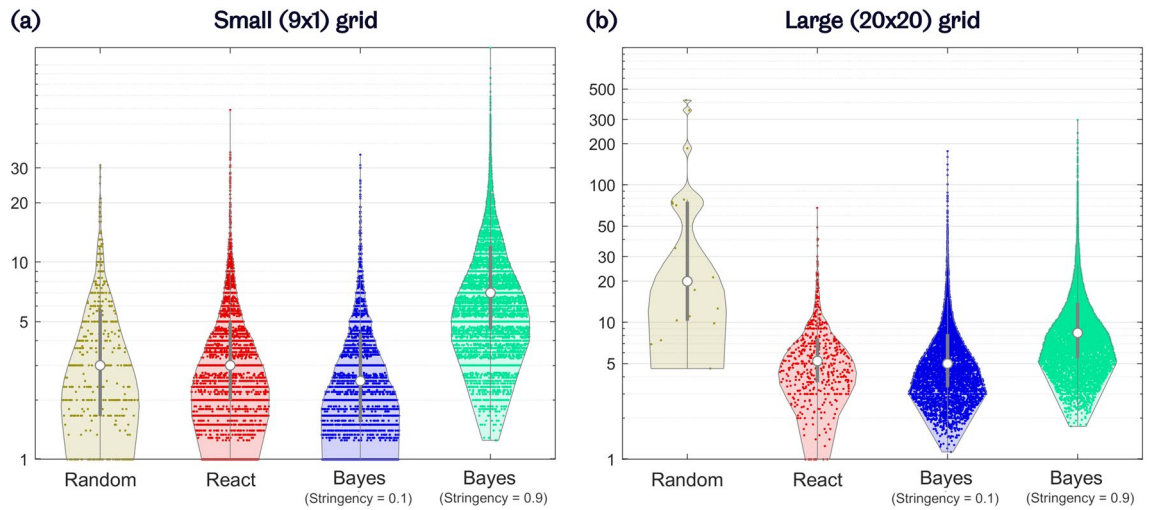 (a) Small (9x1) grid
30
20
10
5
1
Random React Bayes Bayes
(Stringency = 0.1) (Stringency = 0.9)
(b) Large (20x20) grid
500
300
200
100
50
30
20
10
5
1
Random React Bayes Bayes
(Stringency = 0.1) (Stringency = 0.9)